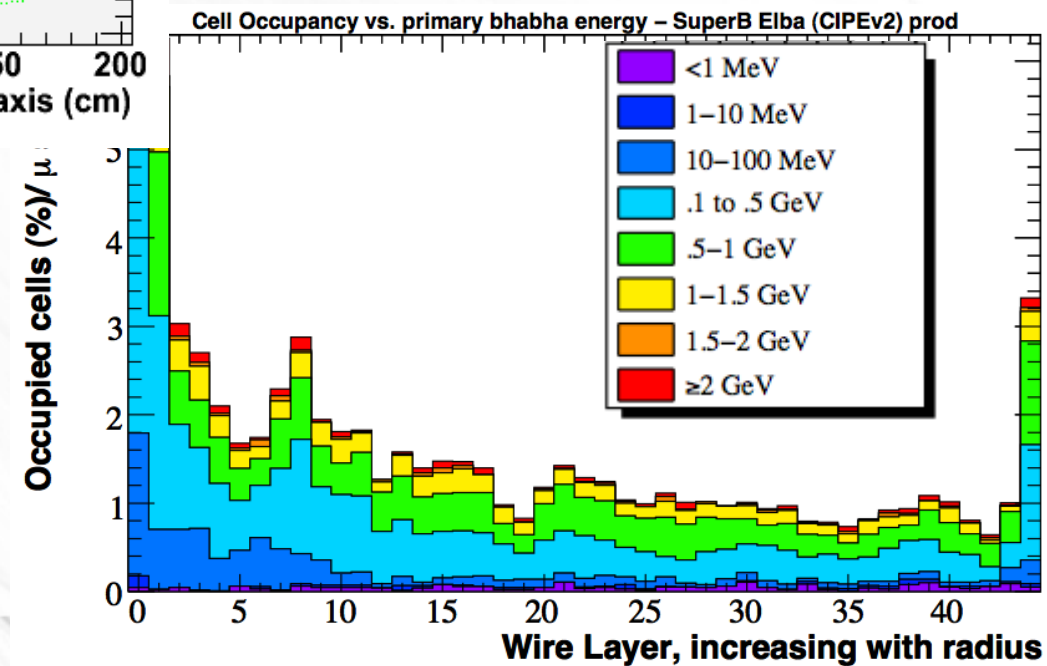 Cell Occupancy vs. primary bhabha energy – SuperB Elba (CIPEv2) prod
200
axis (cm)
<1 MeV
1–10 MeV
10–100 MeV
.1 to .5 GeV
.5–1 GeV
1–1.5 GeV
1.5–2 GeV
≥2 GeV
Occupied cells (%)/ μ
5
4
3
2
1
0
0 5 10 15 20 25 30 35 40
Wire Layer, increasing with radius